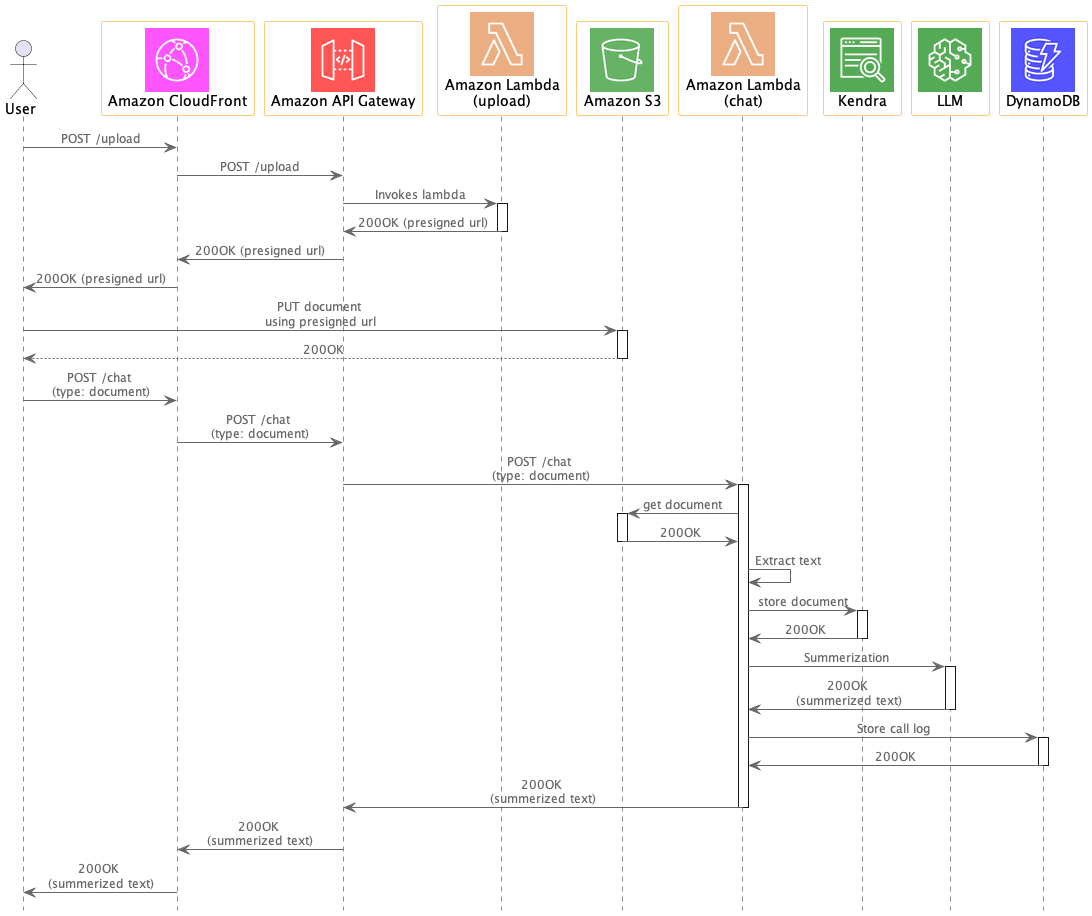 User
Amazon CloudFront
Amazon API Gateway
Amazon Lambda
(upload)
Amazon S3
Amazon Lambda
(chat)
Kendra
LLM
DynamoDB
POST /upload
POST /upload
Invokes lambda
200OK (presigned url)
200OK (presigned url)
200OK (presigned url)
PUT document
using presigned url
200OK
POST /chat
(type: document)
POST /chat
(type: document)
POST /chat
(type: document)
get document
200OK
Extract text
store document
200OK
Summerization
200OK
(summarized text)
Store call log
200OK
200OK
(summerized text)
200OK
(summerized text)
200OK
(summerized text)